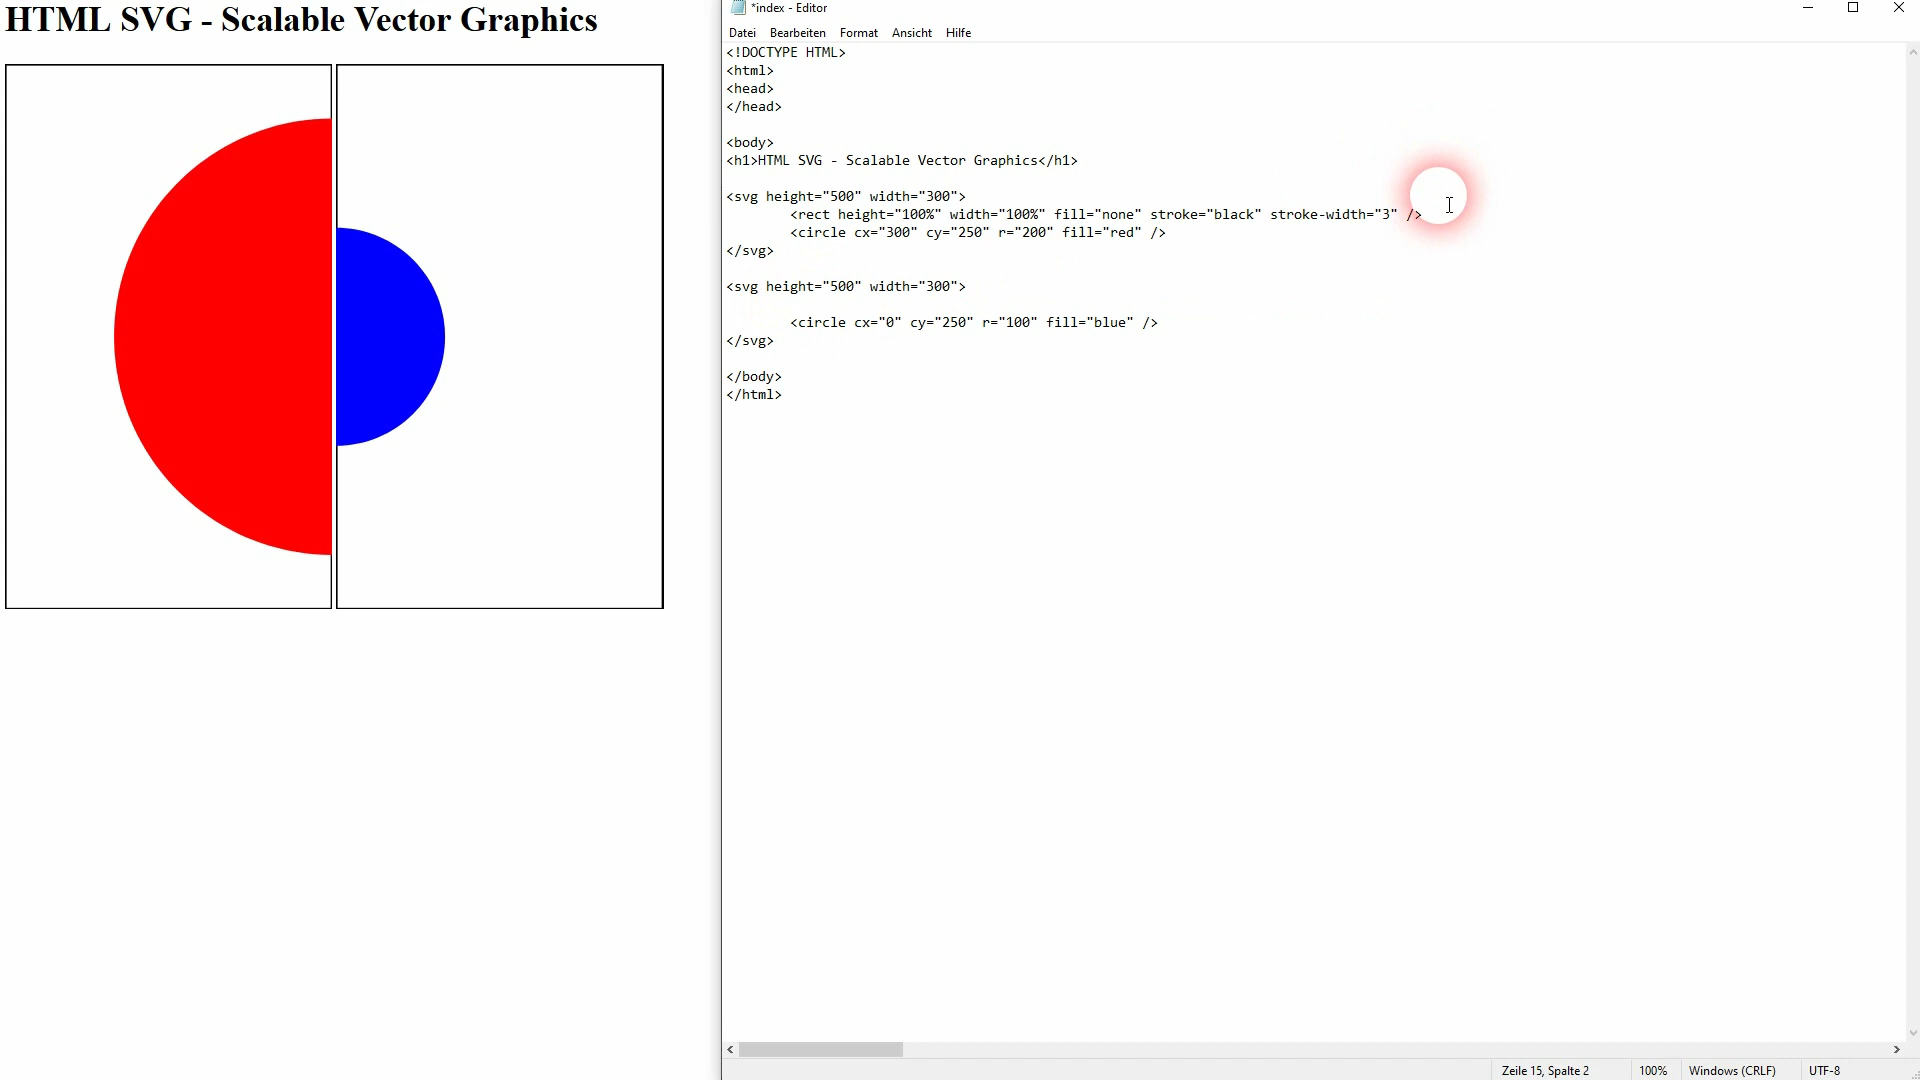 HTML SVG - Scalable Vector Graphics
*index - Editor
Datei Bearbeiten Format Ansicht Hilfe
<!DOCTYPE HTML>
<html>
<head>
</head>
<body>
<h1>HTML SVG - Scalable Vector Graphics</h1>
<svg height="500" width="300">
<rect height="100%" width="100%" fill="none" stroke="black" stroke-width="3" />
<circle cx="300" cy="250" r="200" fill="red" />
</svg>
<svg height="500" width="300">
<circle cx="0" cy="250" r="100" fill="blue" />
</svg>
</body>
</html>
Zeile 15, Spalte 2 100% Windows (CRLF) UTF-8